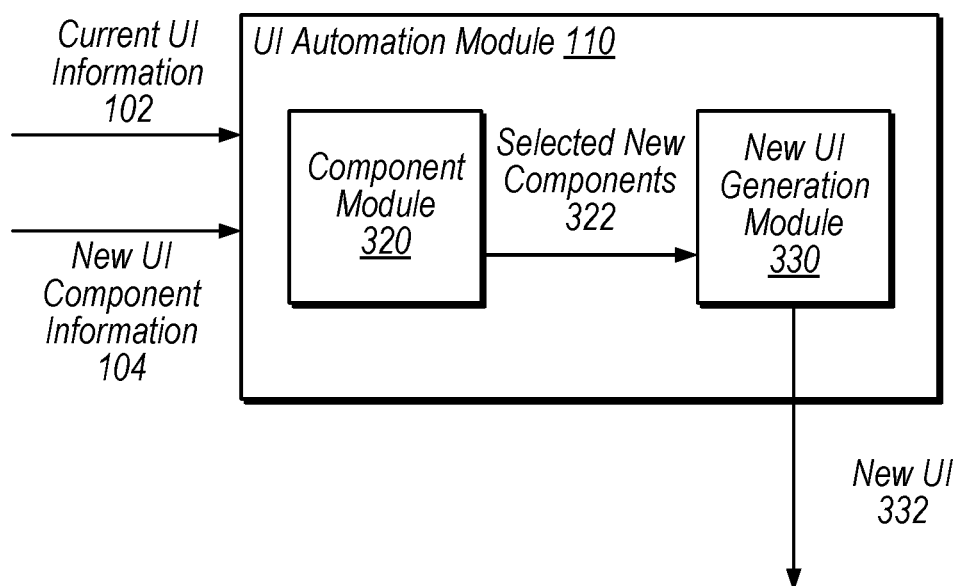 Current UI
Information
102
UI Automation Module 110
Component
Module
320
Selected New
Components
322
New UI
Generation
Module
330
New UI
Component
Information
104
New UI
332